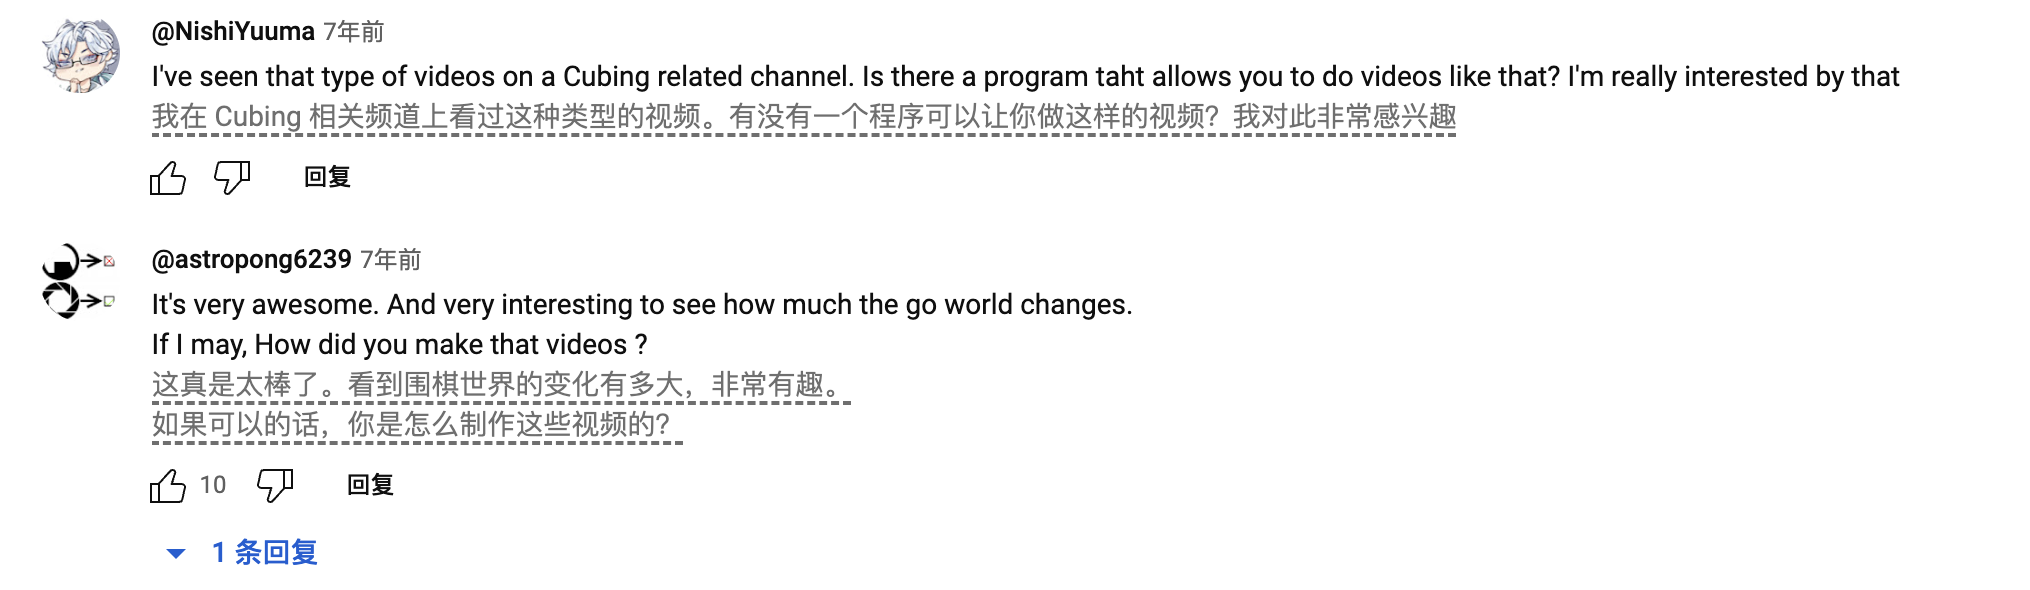 @NishiYuuma 7年前
I've seen that type of videos on a Cubing related channel. Is there a program taht allows you to do videos like that? I'm really interested by that
我在 Cubing 相关频道上看过这种类型的视频。有没有一个程序可以让你做这样的视频？我对此非常感兴趣
回复
@astropong6239 7年前
It's very awesome. And very interesting to see how much the go world changes.
If I may, How did you make that videos ?
这真是太棒了。看到围棋世界的变化有多大，非常有趣。
如果可以的话，你是怎么制作这些视频的？
10 回复
1 条回复